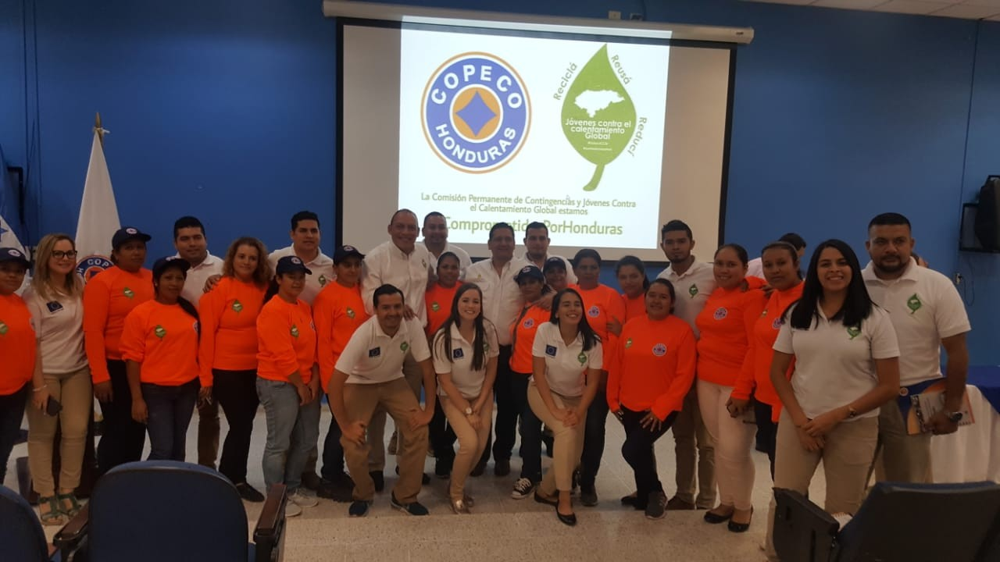 COPECO
HONDURAS
Reciclá
Reusá
Reducí
Jóvenes contra el
calentamiento
Global
La Comisión Permanente de Contingencias y Jóvenes Contra
el Calentamiento Global estamos
PorHonduras